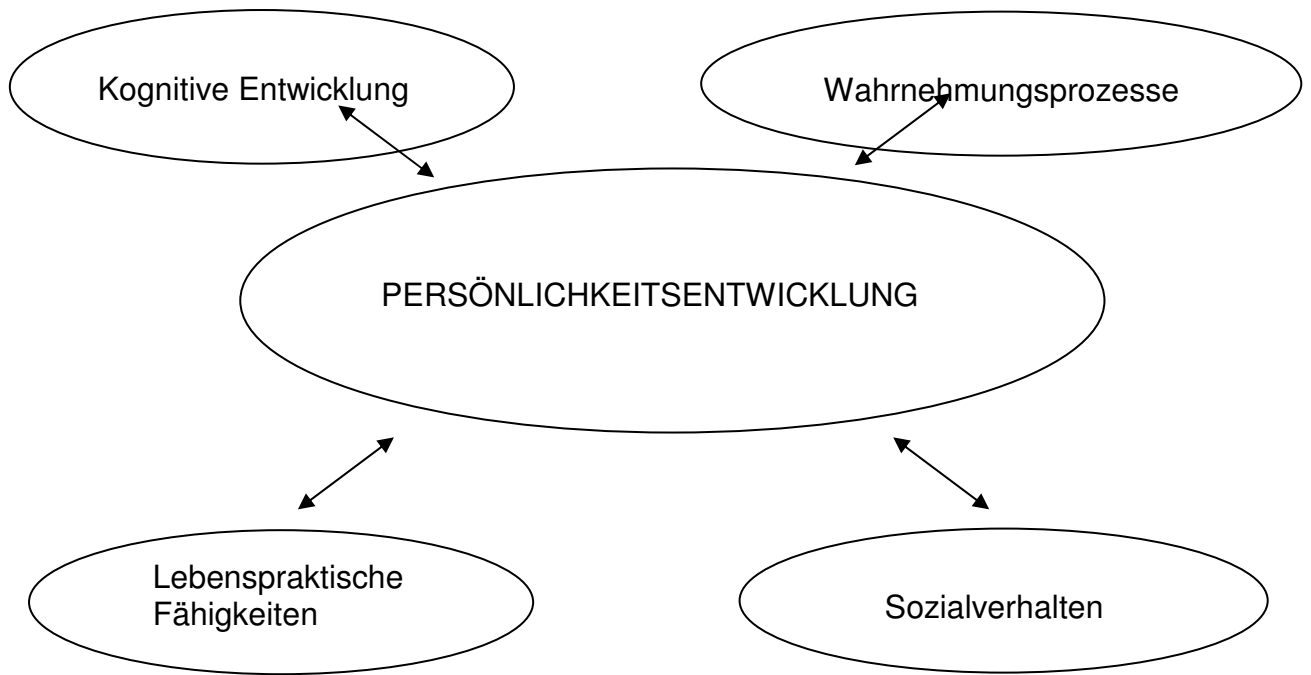 Kognitive Entwicklung
Wahrnehmungsprozesse
PERSÖNLICHKEITSENTWICKLUNG
Lebenspraktische
Fähigkeiten
Sozialverhalten